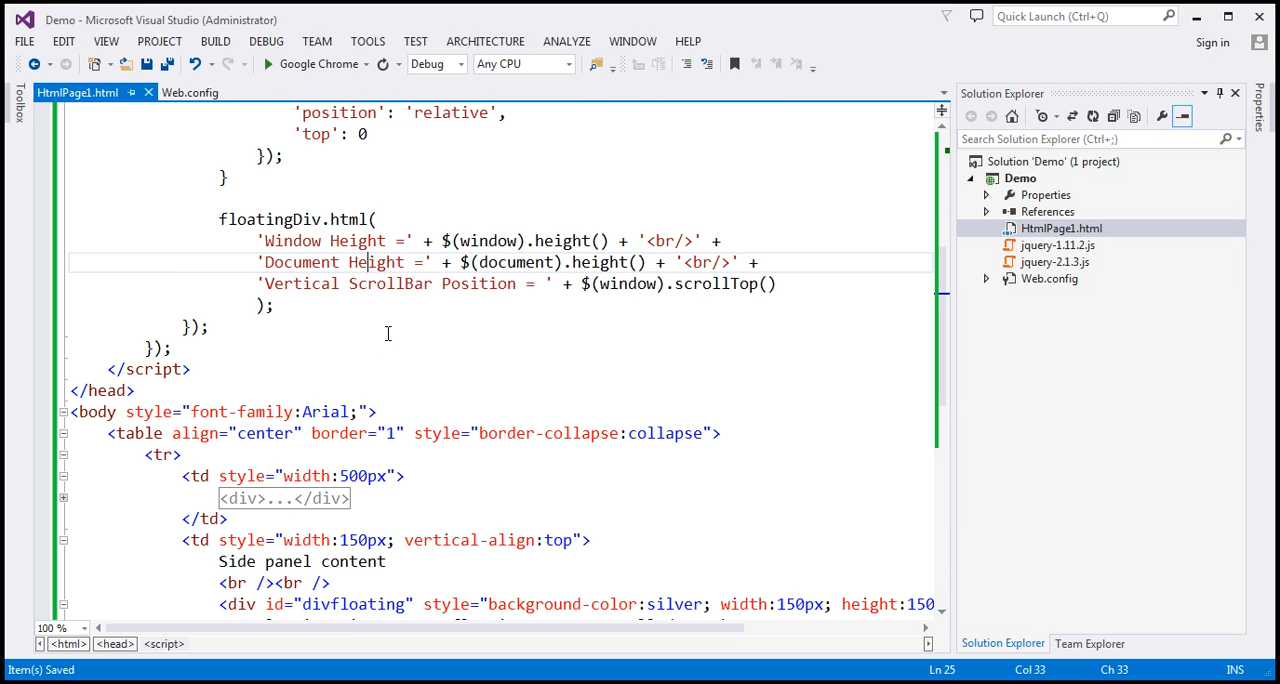 Demo - Microsoft Visual Studio (Administrator)
Quick Launch (Ctrl+Q)
FILE EDIT VIEW PROJECT BUILD DEBUG TEAM TOOLS TEST ARCHITECTURE ANALYZE WINDOW HELP
Sign in
Google Chrome Debug Any CPU
Toolbox
HtmlPage1.html Web.config
'position': 'relative',
'top': 0
});
}
floatingDiv.html(
'Window Height =' + $(window).height() + '<br/>' +
'Document Height =' + $(document).height() + '<br/>' +
'Vertical ScrollBar Position = ' + $(window).scrollTop()
);
});
});
</script>
</head>
<body style="font-family:Arial;">
<table align="center" border="1" style="border-collapse:collapse">
<tr>
<td style="width:500px">
<div>...</div>
</td>
<td style="width:150px; vertical-align:top">
Side panel content
<br /><br />
<div id="divfloating" style="background-color:silver; width:150px; height:150
100 %
<html> <head> <script>
Solution Explorer
Search Solution Explorer (Ctrl+;)
Solution 'Demo' (1 project)
Demo
Properties
References
HtmlPage1.html
jquery-1.11.2.js
jquery-2.1.3.js
Web.config
Solution Explorer Team Explorer
Properties
Item(s) Saved Ln 25 Col 33 Ch 33 INS